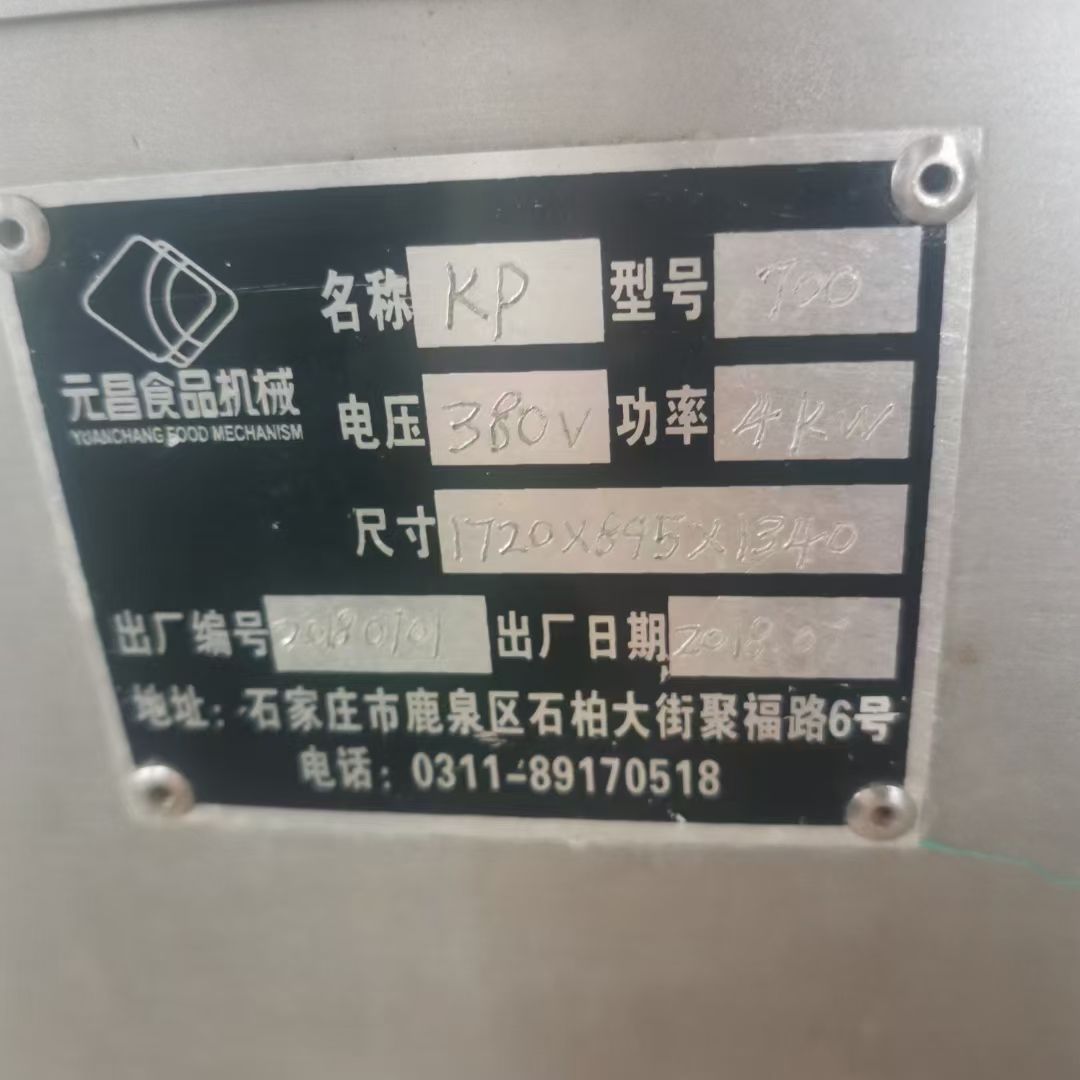 名称 KP 型号 700
元昌食品机械
YUANCHANG FOOD MECHANISM
电压 380V 功率 4KW
尺寸 1720X845X1340
出厂编号 20180701 出厂日期 2018.07
地址：石家庄市鹿泉区石柏大街聚福路6号
电话：0311-89170518